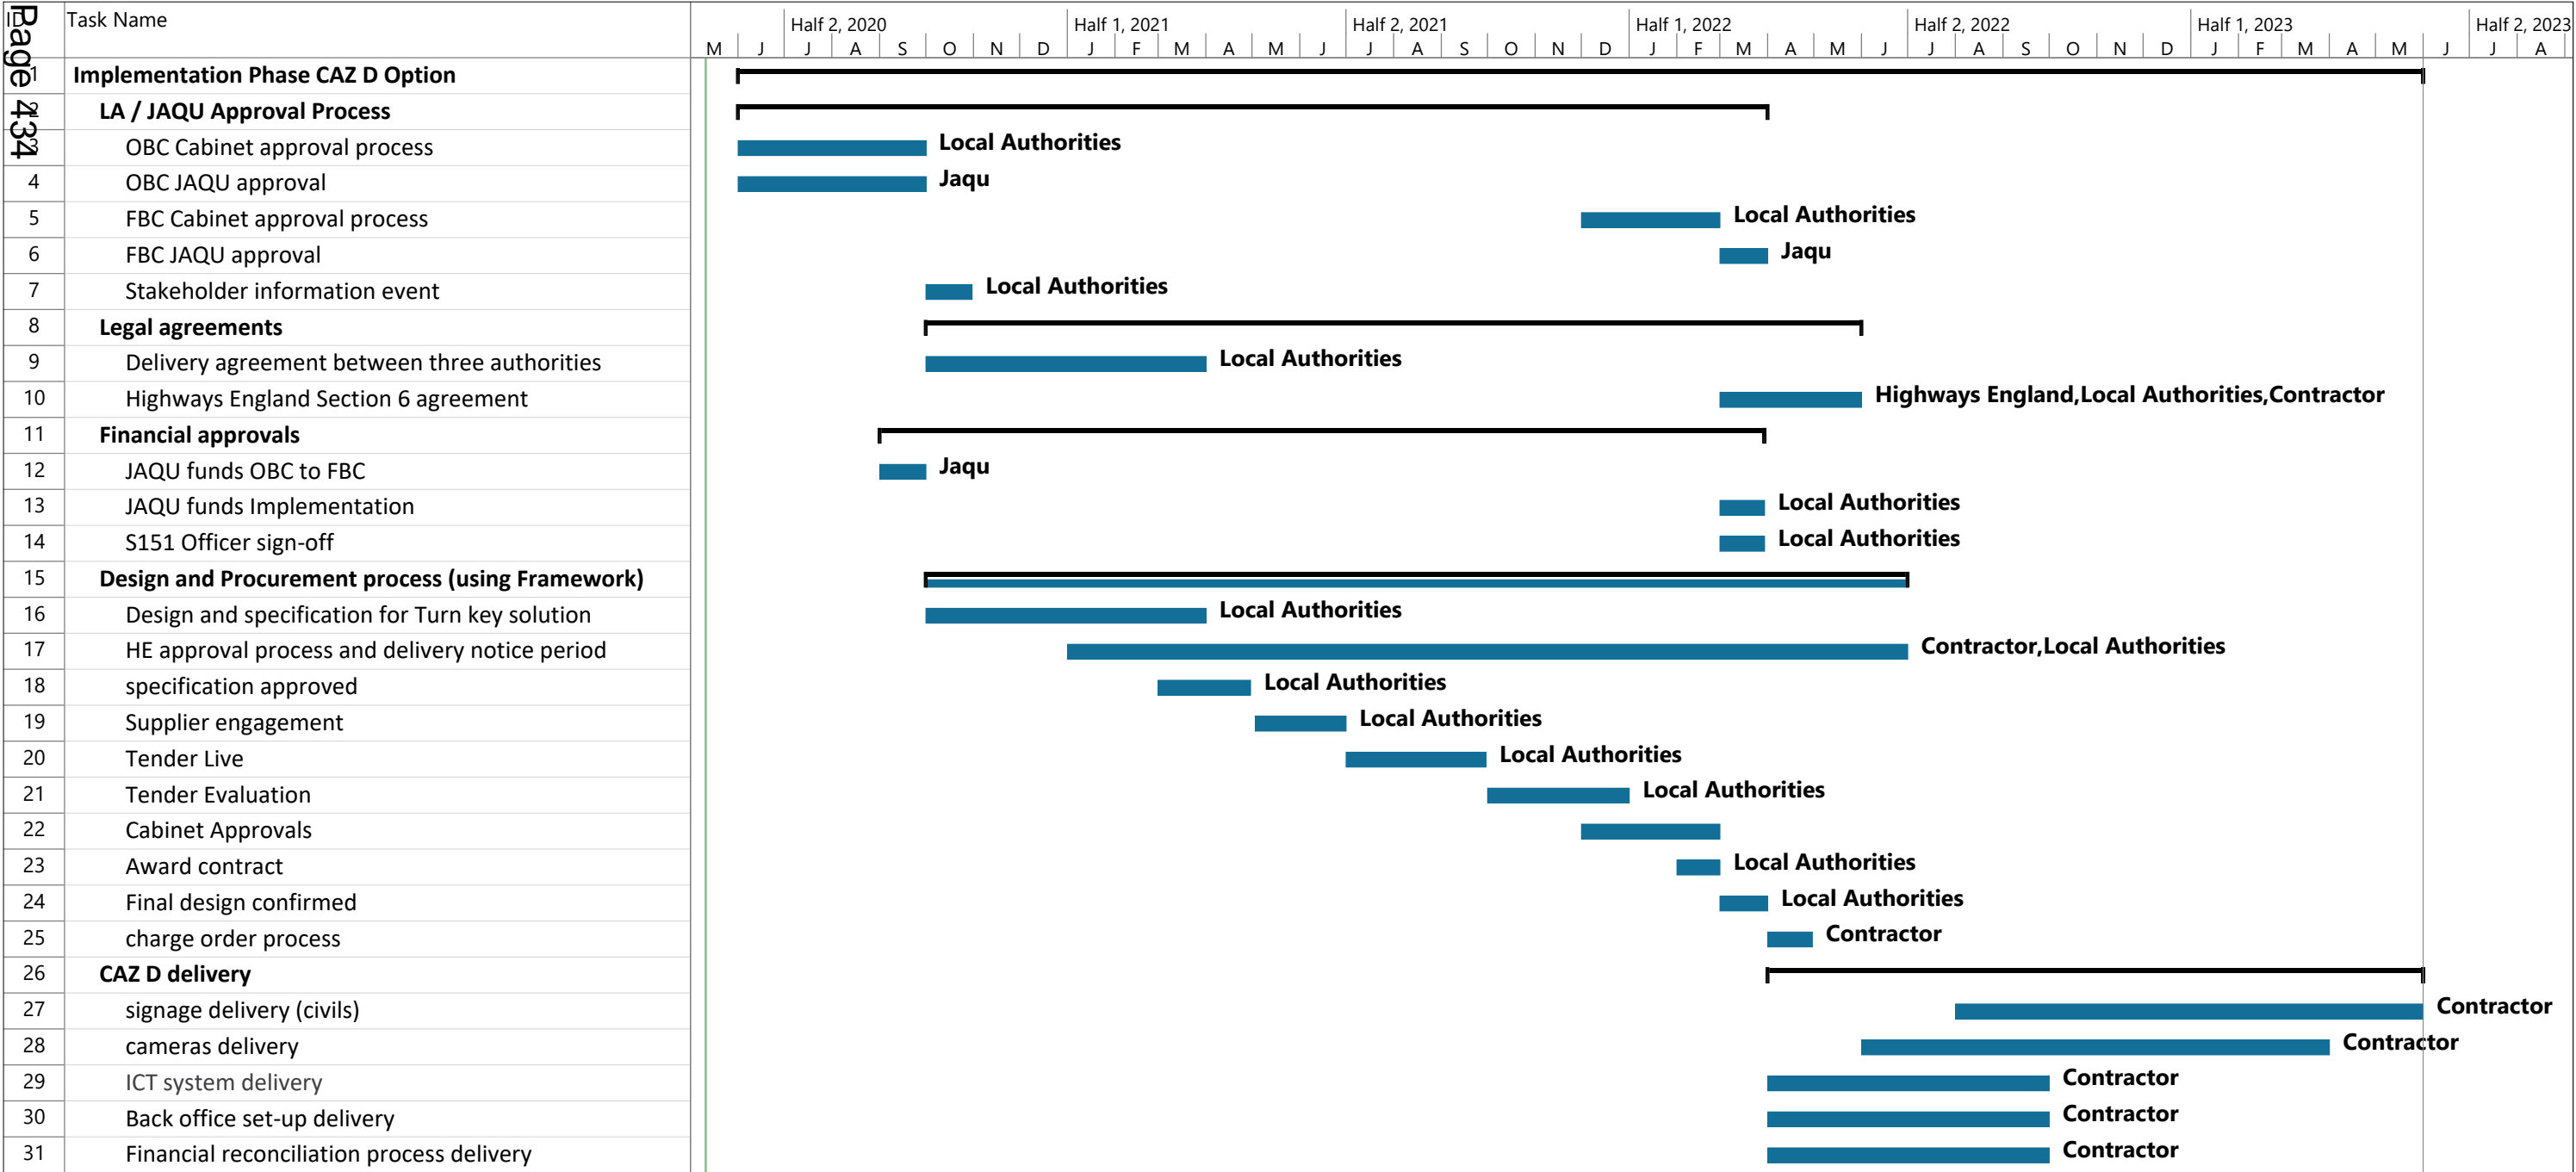 Page 434
ID Task Name
Half 2, 2020 Half 1, 2021 Half 2, 2021 Half 1, 2022 Half 2, 2022 Half 1, 2023 Half 2, 2023
M J J A S O N D J F M A M J J A S O N D J F M A M J J A S O N D J F M A M J J A
1 Implementation Phase CAZ D Option
2 LA / JAQU Approval Process
3 OBC Cabinet approval process Local Authorities
4 OBC JAQU approval Jaqu
5 FBC Cabinet approval process Local Authorities
6 FBC JAQU approval Jaqu
7 Stakeholder information event Local Authorities
8 Legal agreements
9 Delivery agreement between three authorities Local Authorities
10 Highways England Section 6 agreement Highways England,Local Authorities,Contractor
11 Financial approvals
12 JAQU funds OBC to FBC Jaqu
13 JAQU funds Implementation Local Authorities
14 S151 Officer sign-off Local Authorities
15 Design and Procurement process (using Framework)
16 Design and specification for Turn key solution Local Authorities
17 HE approval process and delivery notice period Contractor,Local Authorities
18 specification approved Local Authorities
19 Supplier engagement Local Authorities
20 Tender Live Local Authorities
21 Tender Evaluation Local Authorities
22 Cabinet Approvals
23 Award contract Local Authorities
24 Final design confirmed Local Authorities
25 charge order process Contractor
26 CAZ D delivery
27 signage delivery (civils) Contractor
28 cameras delivery Contractor
29 ICT system delivery Contractor
30 Back office set-up delivery Contractor
31 Financial reconciliation process delivery Contractor